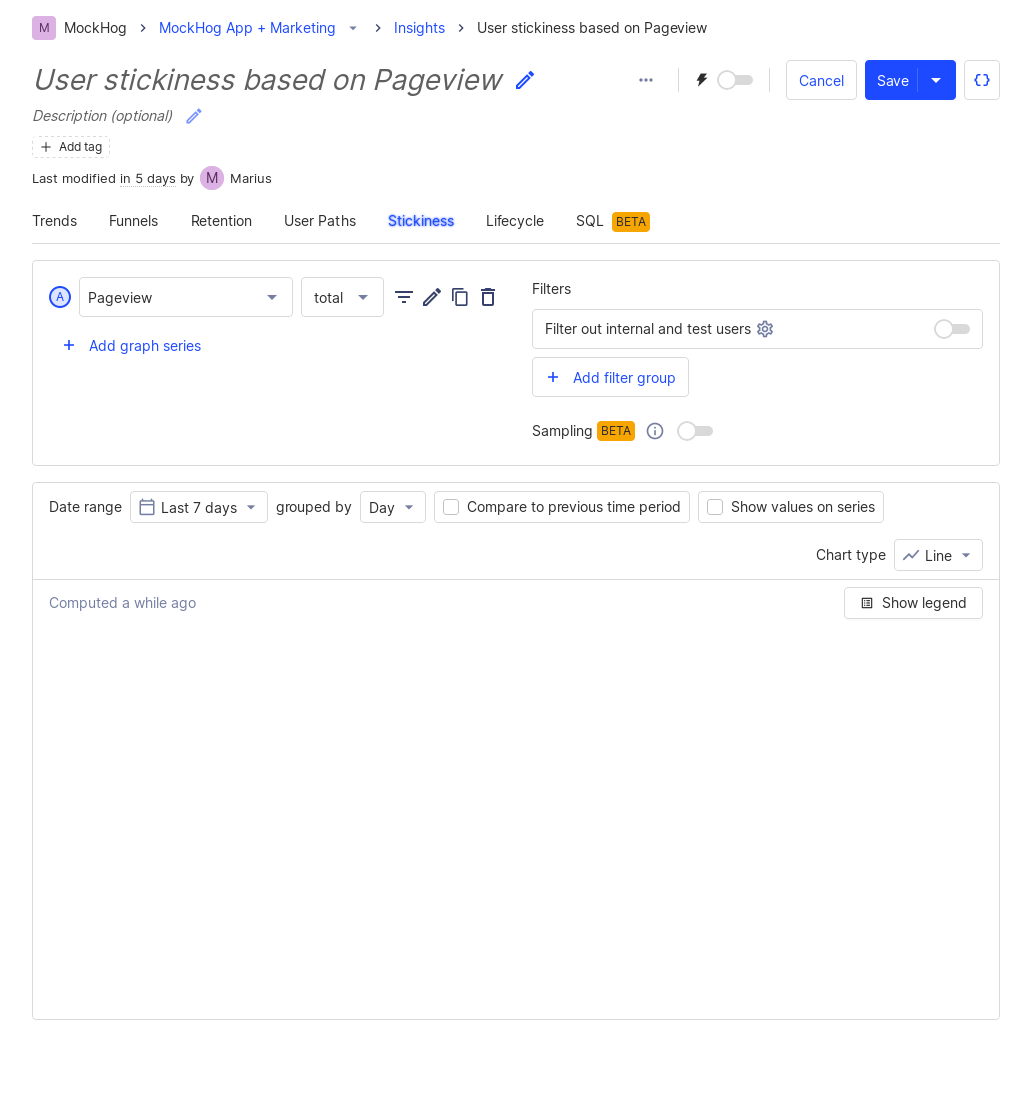 M MockHog MockHog App + Marketing Insights User stickiness based on Pageview
User stickiness based on Pageview Cancel Save
Description (optional)
Add tag
Last modified in 5 days by M Marius
Trends Funnels Retention User Paths Stickiness Lifecycle SQL BETA
A Pageview total
Add graph series
Filters
Filter out internal and test users
Add filter group
Sampling BETA
Date range Last 7 days grouped by Day Compare to previous time period Show values on series
Chart type Line
Computed a while ago Show legend